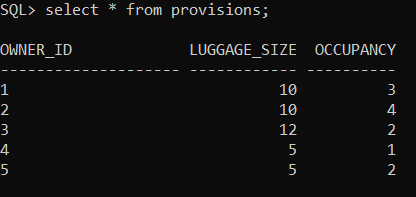 SQL> select * from provisions;
OWNER_ID LUGGAGE_SIZE OCCUPANCY
-------------------- ------------ ----------
1 10 3
2 10 4
3 12 2
4 5 1
5 5 2